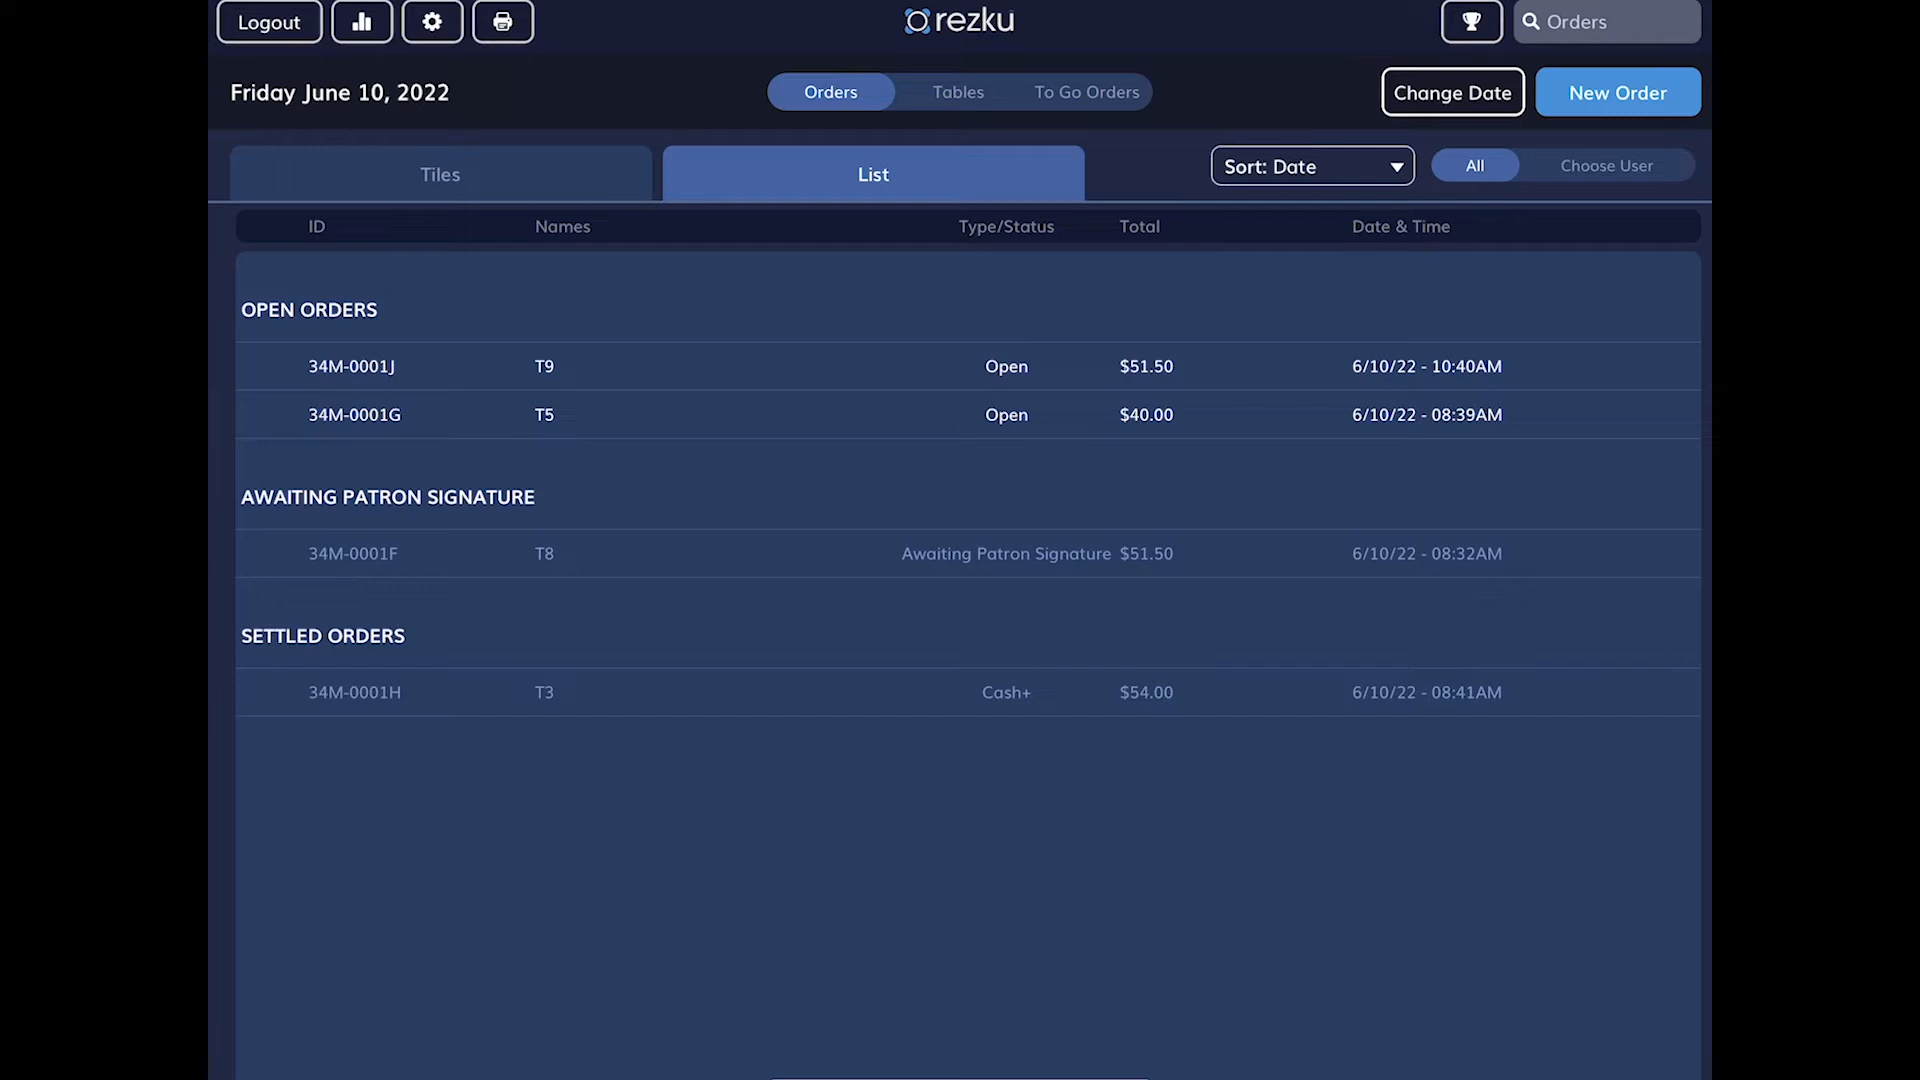 Logout
rezku
Orders
Friday June 10, 2022
Orders Tables To Go Orders
Change Date
New Order
Tiles
List
Sort: Date
All
Choose User
ID Names Type/Status Total Date & Time
OPEN ORDERS
34M-0001J T9 Open $51.50 6/10/22 - 10:40AM
34M-0001G T5 Open $40.00 6/10/22 - 08:39AM
AWAITING PATRON SIGNATURE
34M-0001F T8 Awaiting Patron Signature $51.50 6/10/22 - 08:32AM
SETTLED ORDERS
34M-0001H T3 Cash+ $54.00 6/10/22 - 08:41AM